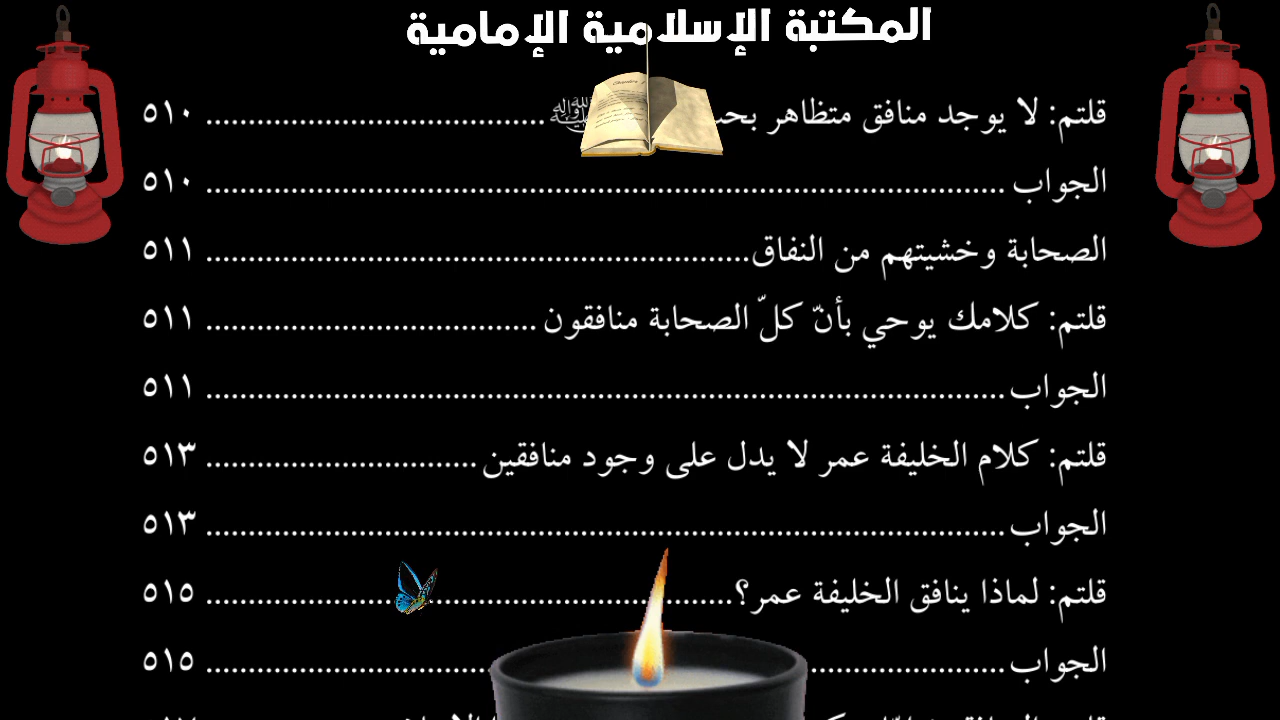 المكتبة الإسلامية الإمامية
قلتم: لا يوجد منافق متظاهر ................................... ٥١٠
الجواب ........................................................................................ ٥١٠
الصحابة وخشيتهم من النفاق............................................................ ٥١١
قلتم: كلامك يوحي بأنّ كلّ الصحابة منافقون ..................................... ٥١١
الجواب ........................................................................................ ٥١١
قلتم: كلام الخليفة عمر لا يدل على وجود منافقين .............................. ٥١٣
الجواب ........................................................................................ ٥١٣
قلتم: لماذا ينافق الخليفة عمر؟ .......................................................... ٥١٥
الجواب ........................................................................................ ٥١٥